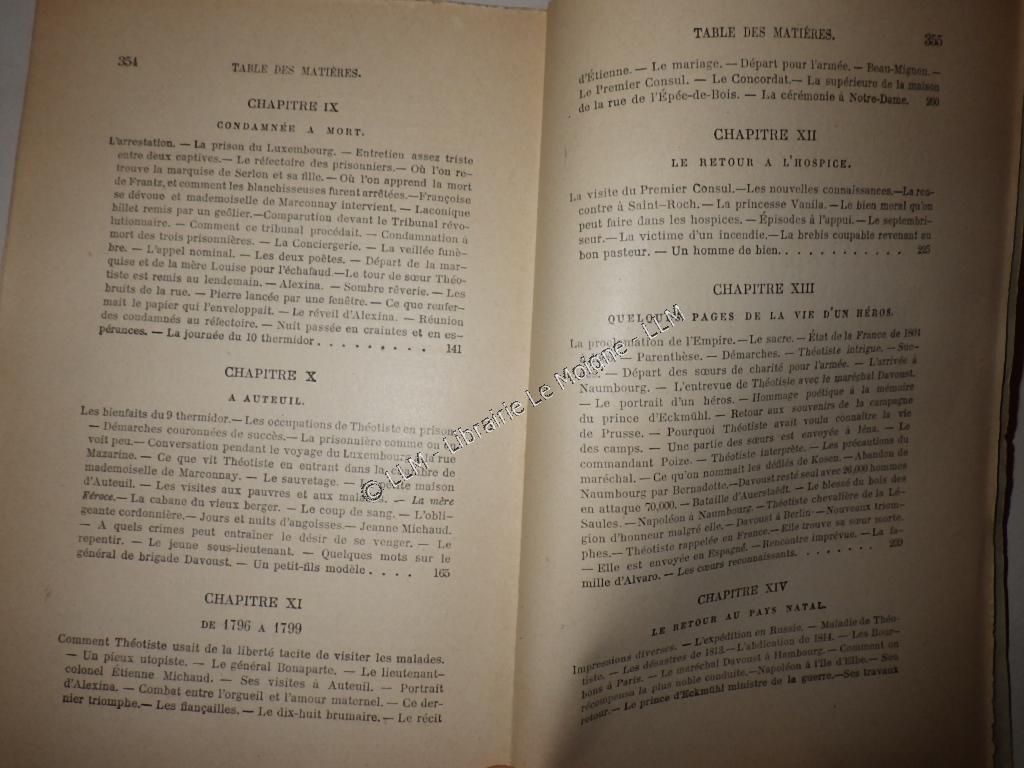 354
TABLE DES MATIÈRES.
CHAPITRE IX
CONDAMNÉE A MORT.
L'arrestation. — La prison du Luxembourg. — Entretien assez triste
entre deux captives.— Le réfectoire des prisonniers. — Où l'on re-
trouve la marquise de Serlon et sa fille. — Où l'on apprend la mort
de Frantz, et comment les blanchisseuses furent arrêtées.—Françoise
se dévoue et mademoiselle de Marconnay intervient. — Laconique
billet remis par un geôlier.—Comparution devant le Tribunal révo-
lutionnaire. — Comment ce tribunal procédait. — Condamnation à
mort des trois prisonnières. — La Conciergerie. — La veillée funè-
bre. — L'appel nominal. — Les deux poètes. — Départ de la mar-
quise et de la mère Louise pour l'échafaud.—Le tour de sœur Théo-
tiste est remis au lendemain. — Alexina. — Sombre rêverie. — Les
bruits de la rue. — Pierre lancée par une fenêtre. — Ce que renfer-
mait le papier qui l'enveloppait. — Le réveil d'Alexina. — Réunion
des condamnés au réfectoire. — Nuit passée en craintes et en es-
pérances. — La journée du 10 thermidor . . . . . . . . . . 141
CHAPITRE X
A AUTEUIL.
Les bienfaits du 9 thermidor.— Les occupations de Théotiste en prison.
— Démarches couronnées de succès.— La prisonnière comme on en
voit peu.— Conversation pendant le voyage du Luxembourg à la rue
Mazarine. — Ce que vit Théotiste en entrant dans la chambre de
mademoiselle de Marconnay. — Le sauvetage. — La petite maison
d'Auteuil. — Les visites aux pauvres et aux malades. — La mère
Féroce.— La cabane du vieux berger. — Le coup de sang. — L'obli-
geante cordonnière.— Jours et nuits d'angoisses.— Jeanne Michaud.
— A quels crimes peut entraîner le désir de se venger. — Le
repentir. — Le jeune sous-lieutenant. — Quelques mots sur le
général de brigade Davoust. — Un petit-fils modèle . . . . 165
CHAPITRE XI
DE 1796 A 1799
Comment Théotiste usait de la liberté tacite de visiter les malades.
— Un pieux utopiste. — Le général Bonaparte. — Le lieutenant-
colonel Étienne Michaud. — Ses visites à Auteuil. — Portrait
d'Alexina. — Combat entre l'orgueil et l'amour maternel. — Ce der-
nier triomphe.— Les fiançailles. — Le dix-huit brumaire. — Le récit
TABLE DES MATIÈRES.
355
d'Étienne. — Le mariage. — Départ pour l'armée. — Beau-Mignon. —
Le Premier Consul. — Le Concordat.— La supérieure de la maison
de la rue de l'Épée-de-Bois. — La cérémonie à Notre-Dame. 200
CHAPITRE XII
LE RETOUR A L'HOSPICE.
La visite du Premier Consul.—Les nouvelles connaissances.—La ren-
contre à Saint-Roch. — La princesse Vanila. — Le bien moral qu'on
peut faire dans les hospices. — Épisodes à l'appui. — Le septembri-
seur.—La victime d'un incendie.—La brebis coupable revenant au
bon pasteur. — Un homme de bien. . . . . . . . . . . . 225
CHAPITRE XIII
QUELQUES PAGES DE LA VIE D'UN HÉROS.
La proclamation de l'Empire. — Le sacre. — État de la France de 1801
— Parenthèse. — Démarches. — Théotiste intrigue. — Suc-
— Départ des sœurs de charité pour l'armée. — L'arrivée à
Naumbourg. — L'entrevue de Théotiste avec le maréchal Davoust.
— Le portrait d'un héros. — Hommage poétique à la mémoire
du prince d'Eckmühl. — Retour aux souvenirs de la campagne
de Prusse. — Pourquoi Théotiste avait voulu connaître la vie
des camps. — Une partie des sœurs est envoyée à Iéna. — Le
commandant Poize. — Théotiste interprète. — Les précautions du
maréchal. — Ce qu'on nommait les défilés de Kosen. — Abandon de
Naumbourg par Bernadotte.—Davoust resté seul avec 26,000 hommes
en attaque 70,000. — Bataille d'Auerstaëdt. — Le blessé du bois des
Saules. — Napoléon à Naumbourg. — Théotiste chevalière de la Lé-
gion d'honneur malgré elle. — Davoust à Berlin — Nouveaux triom-
phes.— Théotiste rappelée en France.— Elle trouve sa sœur morte.
— Elle est envoyée en Espagne. — Rencontre imprévue. — La fa-
mille d'Alvaro. — Les cœurs reconnaissants. . . . . . . .
CHAPITRE XIV
LE RETOUR AU PAYS NATAL.
Impressions diverses. — L'expédition en Russie. — Maladie de Théo-
tiste. — Les désastres de 1813.— L'abdication de 1814. — Les Bour-
bons à Paris. — Le maréchal Davoust à Hambourg. — Comment on
récompensa la plus noble conduite.—Napoléon à l'île d'Elbe.— Son
retour.— Le prince d'Eckmühl ministre de la guerre.—Ses travaux
© LLM - Librairie Le Moigne - LLM